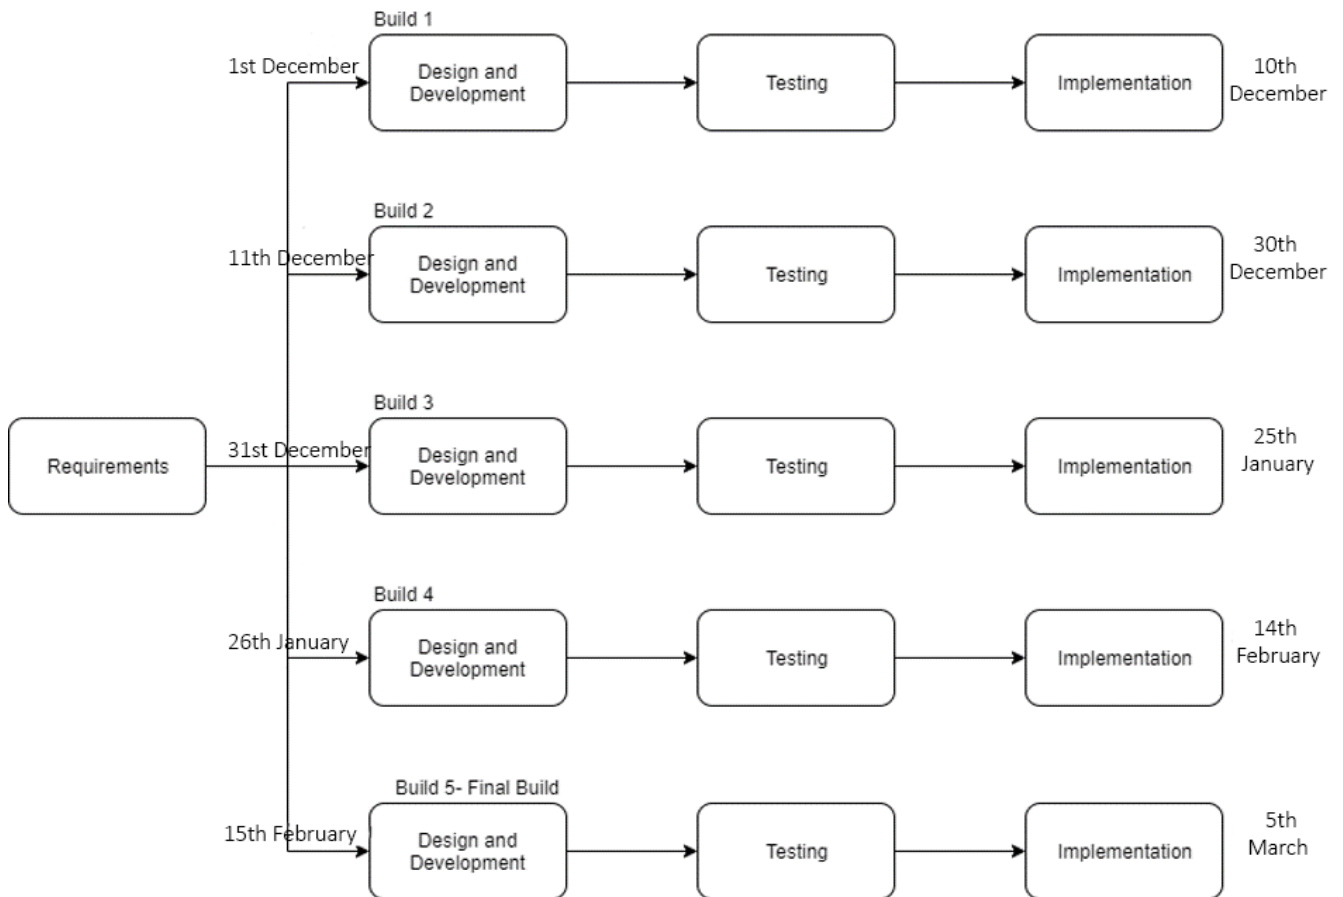 Build 1
1st December
Design and
Development
Testing
Implementation
10th
December
Build 2
11th December
Design and
Development
Testing
Implementation
30th
December
Build 3
Requirements
31st December
Design and
Development
Testing
Implementation
25th
January
Build 4
26th January
Design and
Development
Testing
Implementation
14th
February
Build 5- Final Build
15th February
Design and
Development
Testing
Implementation
5th
March